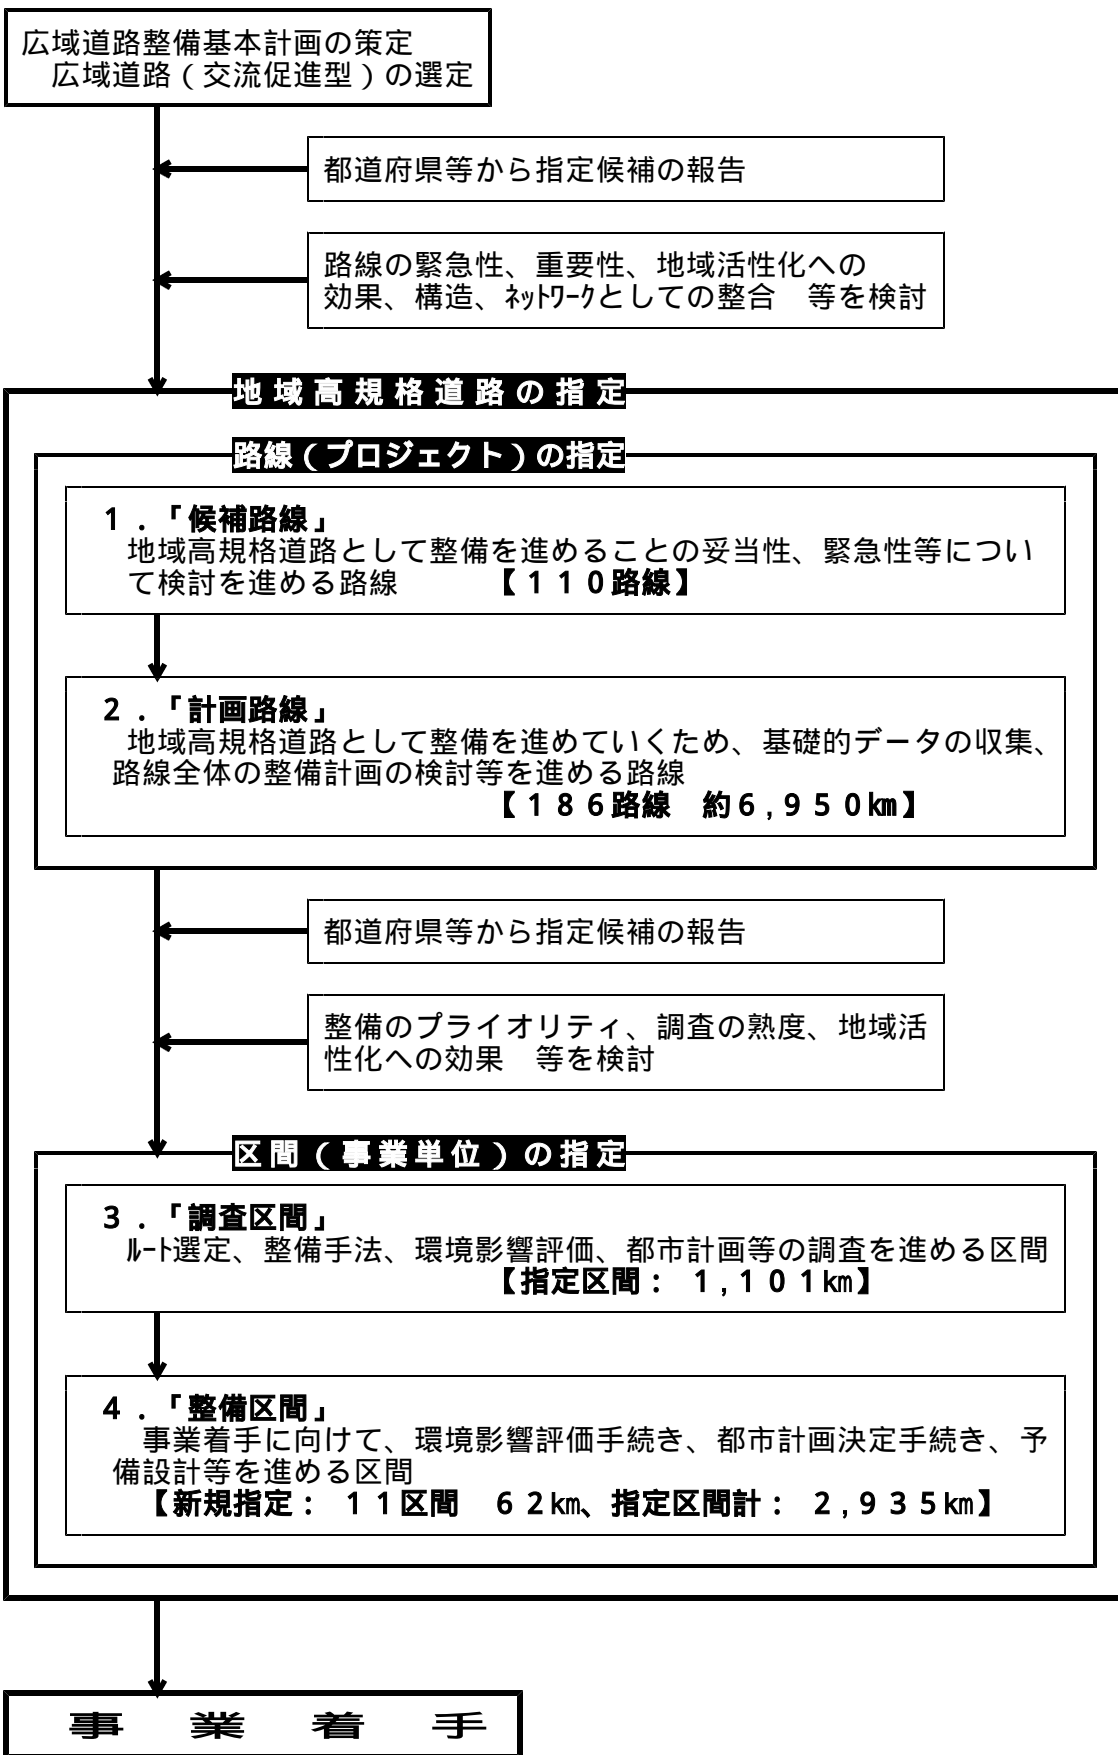 広域道路整備基本計画の策定
広域道路(交流促進型)の選定
都道府県等から指定候補の報告
路線の緊急性、重要性、地域活性化への
効果、構造、ﾈｯﾄﾜｰｸとしての整合　等を検討
地域高規格道路の指定
路線(プロジェクト)の指定
1．「候補路線」
地域高規格道路として整備を進めることの妥当性、緊急性等につい
て検討を進める路線　【110路線】
2．「計画路線」
地域高規格道路として整備を進めていくため、基礎的データの収集、
路線全体の整備計画の検討等を進める路線
【186路線　約6,950㎞】
都道府県等から指定候補の報告
整備のプライオリティ、調査の熟度、地域活
性化への効果　等を検討
区間(事業単位)の指定
3．「調査区間」
ﾙｰﾄ選定、整備手法、環境影響評価、都市計画等の調査を進める区間
【指定区間：　1,101㎞】
4．「整備区間」
事業着手に向けて、環境影響評価手続き、都市計画決定手続き、予
備設計等を進める区間
【新規指定：　11区間　62㎞、指定区間計：　2,935㎞】
事業着手